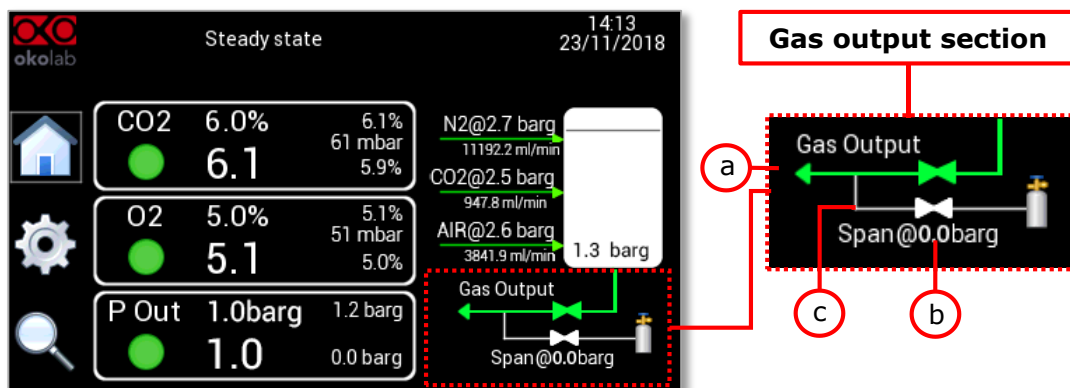 okolab
Steady state
14:13
23/11/2018
CO2 6.0% 6.1%
61 mbar
6.1 5.9%
O2 5.0% 5.1%
51 mbar
5.1 5.0%
P Out 1.0barg 1.2 barg
1.0 0.0 barg
N2@2.7 barg
11192.2 ml/min
CO2@2.5 barg
947.8 ml/min
AIR@2.6 barg
3841.9 ml/min
1.3 barg
Gas Output
Span@0.0barg
Gas output section
Gas Output
Span@0.0barg
a
c
b